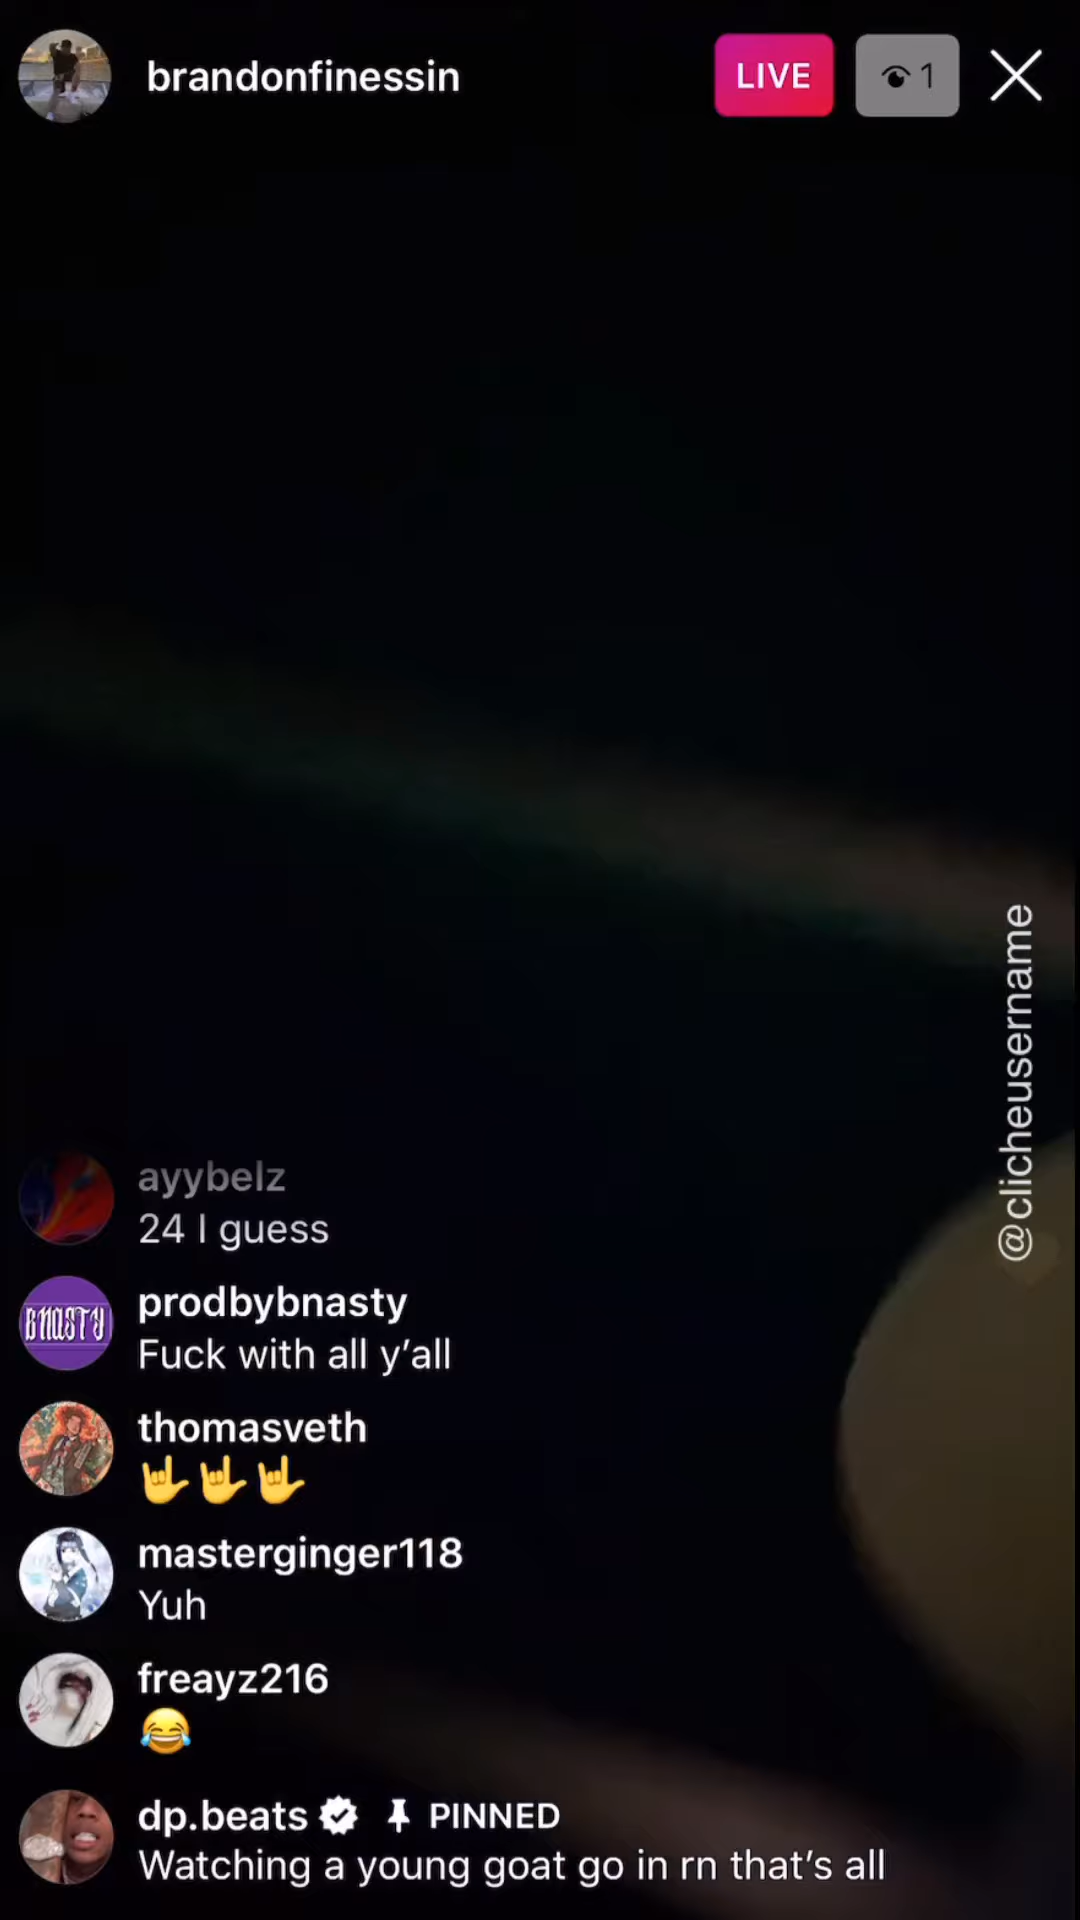 brandonfinessin
LIVE
1
@clicheusername
ayybelz
24 I guess
BNASTY
prodbybnasty
Fuck with all y’all
thomasveth
🤟🤟🤟
masterginger118
Yuh
freayz216
😂
dp.beats PINNED
Watching a young goat go in rn that’s all